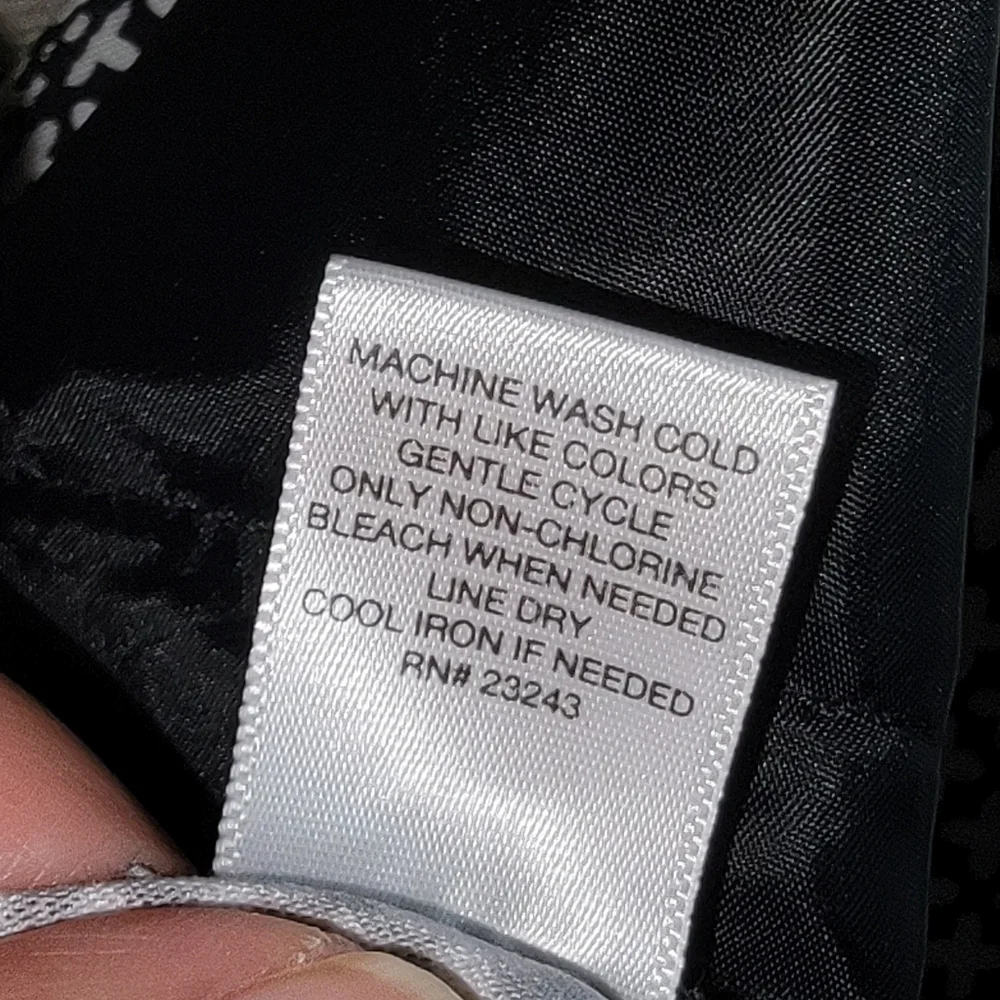 MACHINE WASH COLD
WITH LIKE COLORS
GENTLE CYCLE
ONLY NON-CHLORINE
BLEACH WHEN NEEDED
LINE DRY
COOL IRON IF NEEDED
RN# 23243